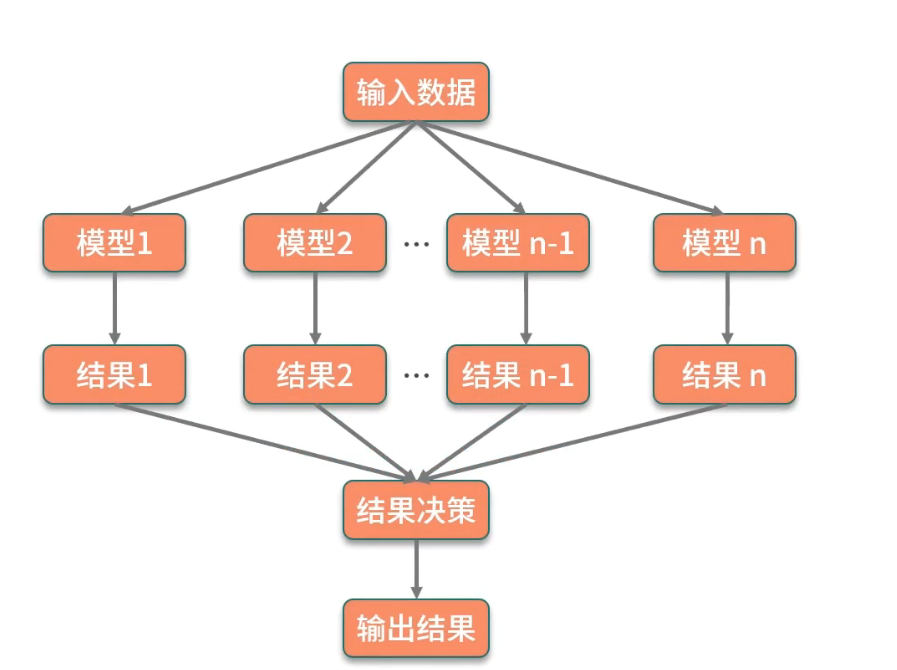 输入数据
模型1
模型2
...
模型 n-1
模型 n
结果1
结果2
...
结果 n-1
结果 n
结果决策
输出结果